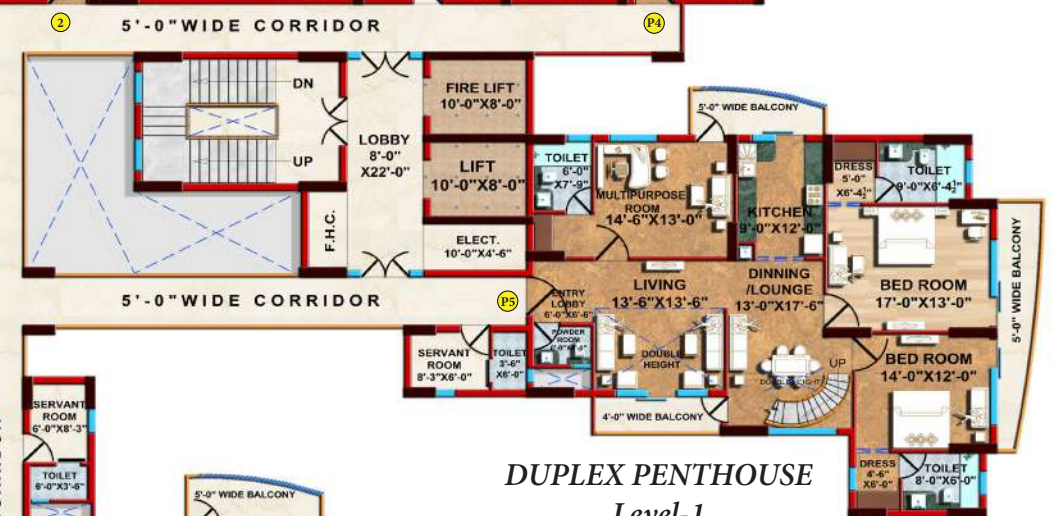 2
5'-0"WIDE CORRIDOR
P4
DN
UP
LOBBY
8'-0"
X22'-0"
FIRE LIFT
10'-0"X8'-0"
LIFT
10'-0"X8'-0"
F.H.C.
ELECT.
10'-0"X4'-6"
5'-0" WIDE BALCONY
TOILET
6'-0"
X7'-9"
MULTIPURPOSE
ROOM
14'-6"X13'-0"
KITCHEN
9'-0"X12'-0"
DRESS
5'-0"
X6'-4½"
TOILET
9'-0"X6'-4½"
5'-0"WIDE CORRIDOR
P5
ENTRY
LOBBY
6'-0"X6'-6"
LIVING
13'-6"X13'-6"
DINNING
/LOUNGE
13'-0"X17'-6"
BED ROOM
17'-0"X13'-0"
5'-0" WIDE BALCONY
POWDER
ROOM
SERVANT
ROOM
8'-3"X6'-0"
TOILET
3'-6"
X6'-0"
DOUBLE
HEIGHT
UP
BED ROOM
14'-0"X12'-0"
4'-0" WIDE BALCONY
SERVANT
ROOM
6'-0"X8'-3"
TOILET
6'-0"X3'-6"
5'-0" WIDE BALCONY
DRESS
4'-6"
X6'-0"
TOILET
8'-0"X6'-0"
DUPLEX PENTHOUSE
Level-1